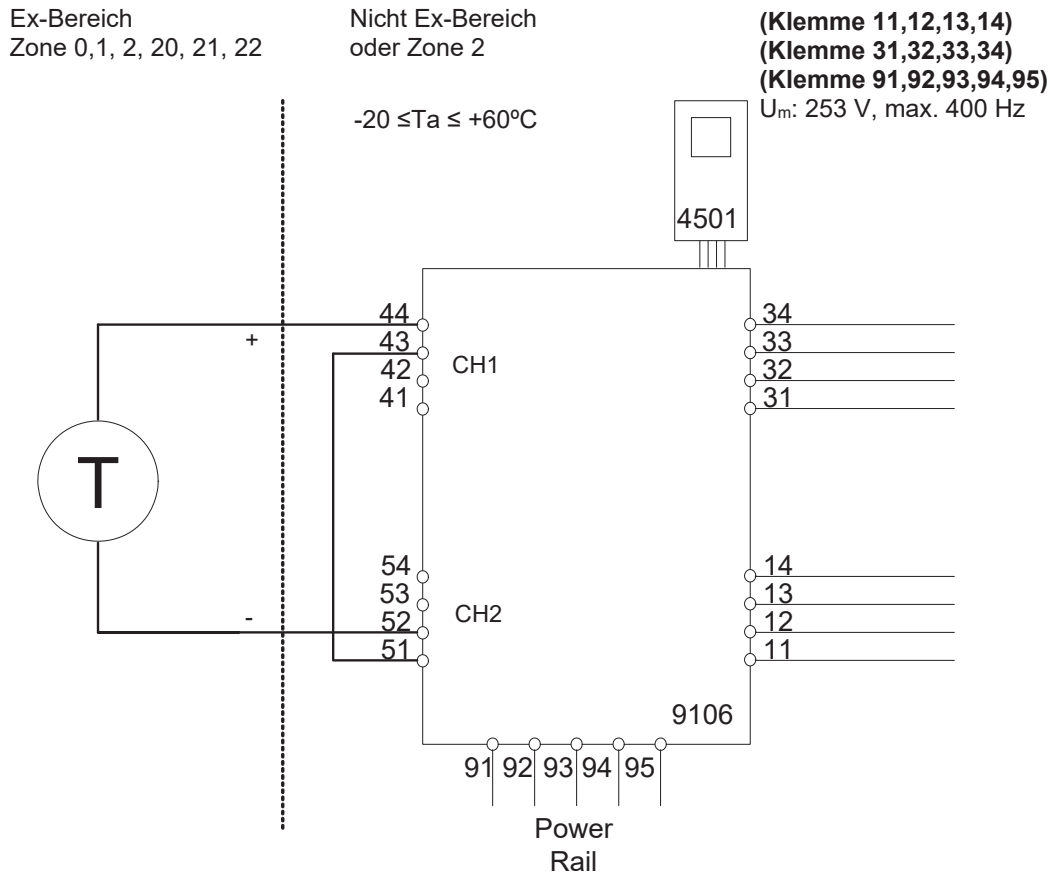 Ex-Bereich
Zone 0,1, 2, 20, 21, 22
Nicht Ex-Bereich
oder Zone 2
-20 ≤Ta ≤ +60ºC
(Klemme 11,12,13,14)
(Klemme 31,32,33,34)
(Klemme 91,92,93,94,95)
Um: 253 V, max. 400 Hz
4501
+
T
-
44
43
42
41
CH1
54
53
52
51
CH2
34
33
32
31
14
13
12
11
9106
91 92 93 94 95
Power
Rail